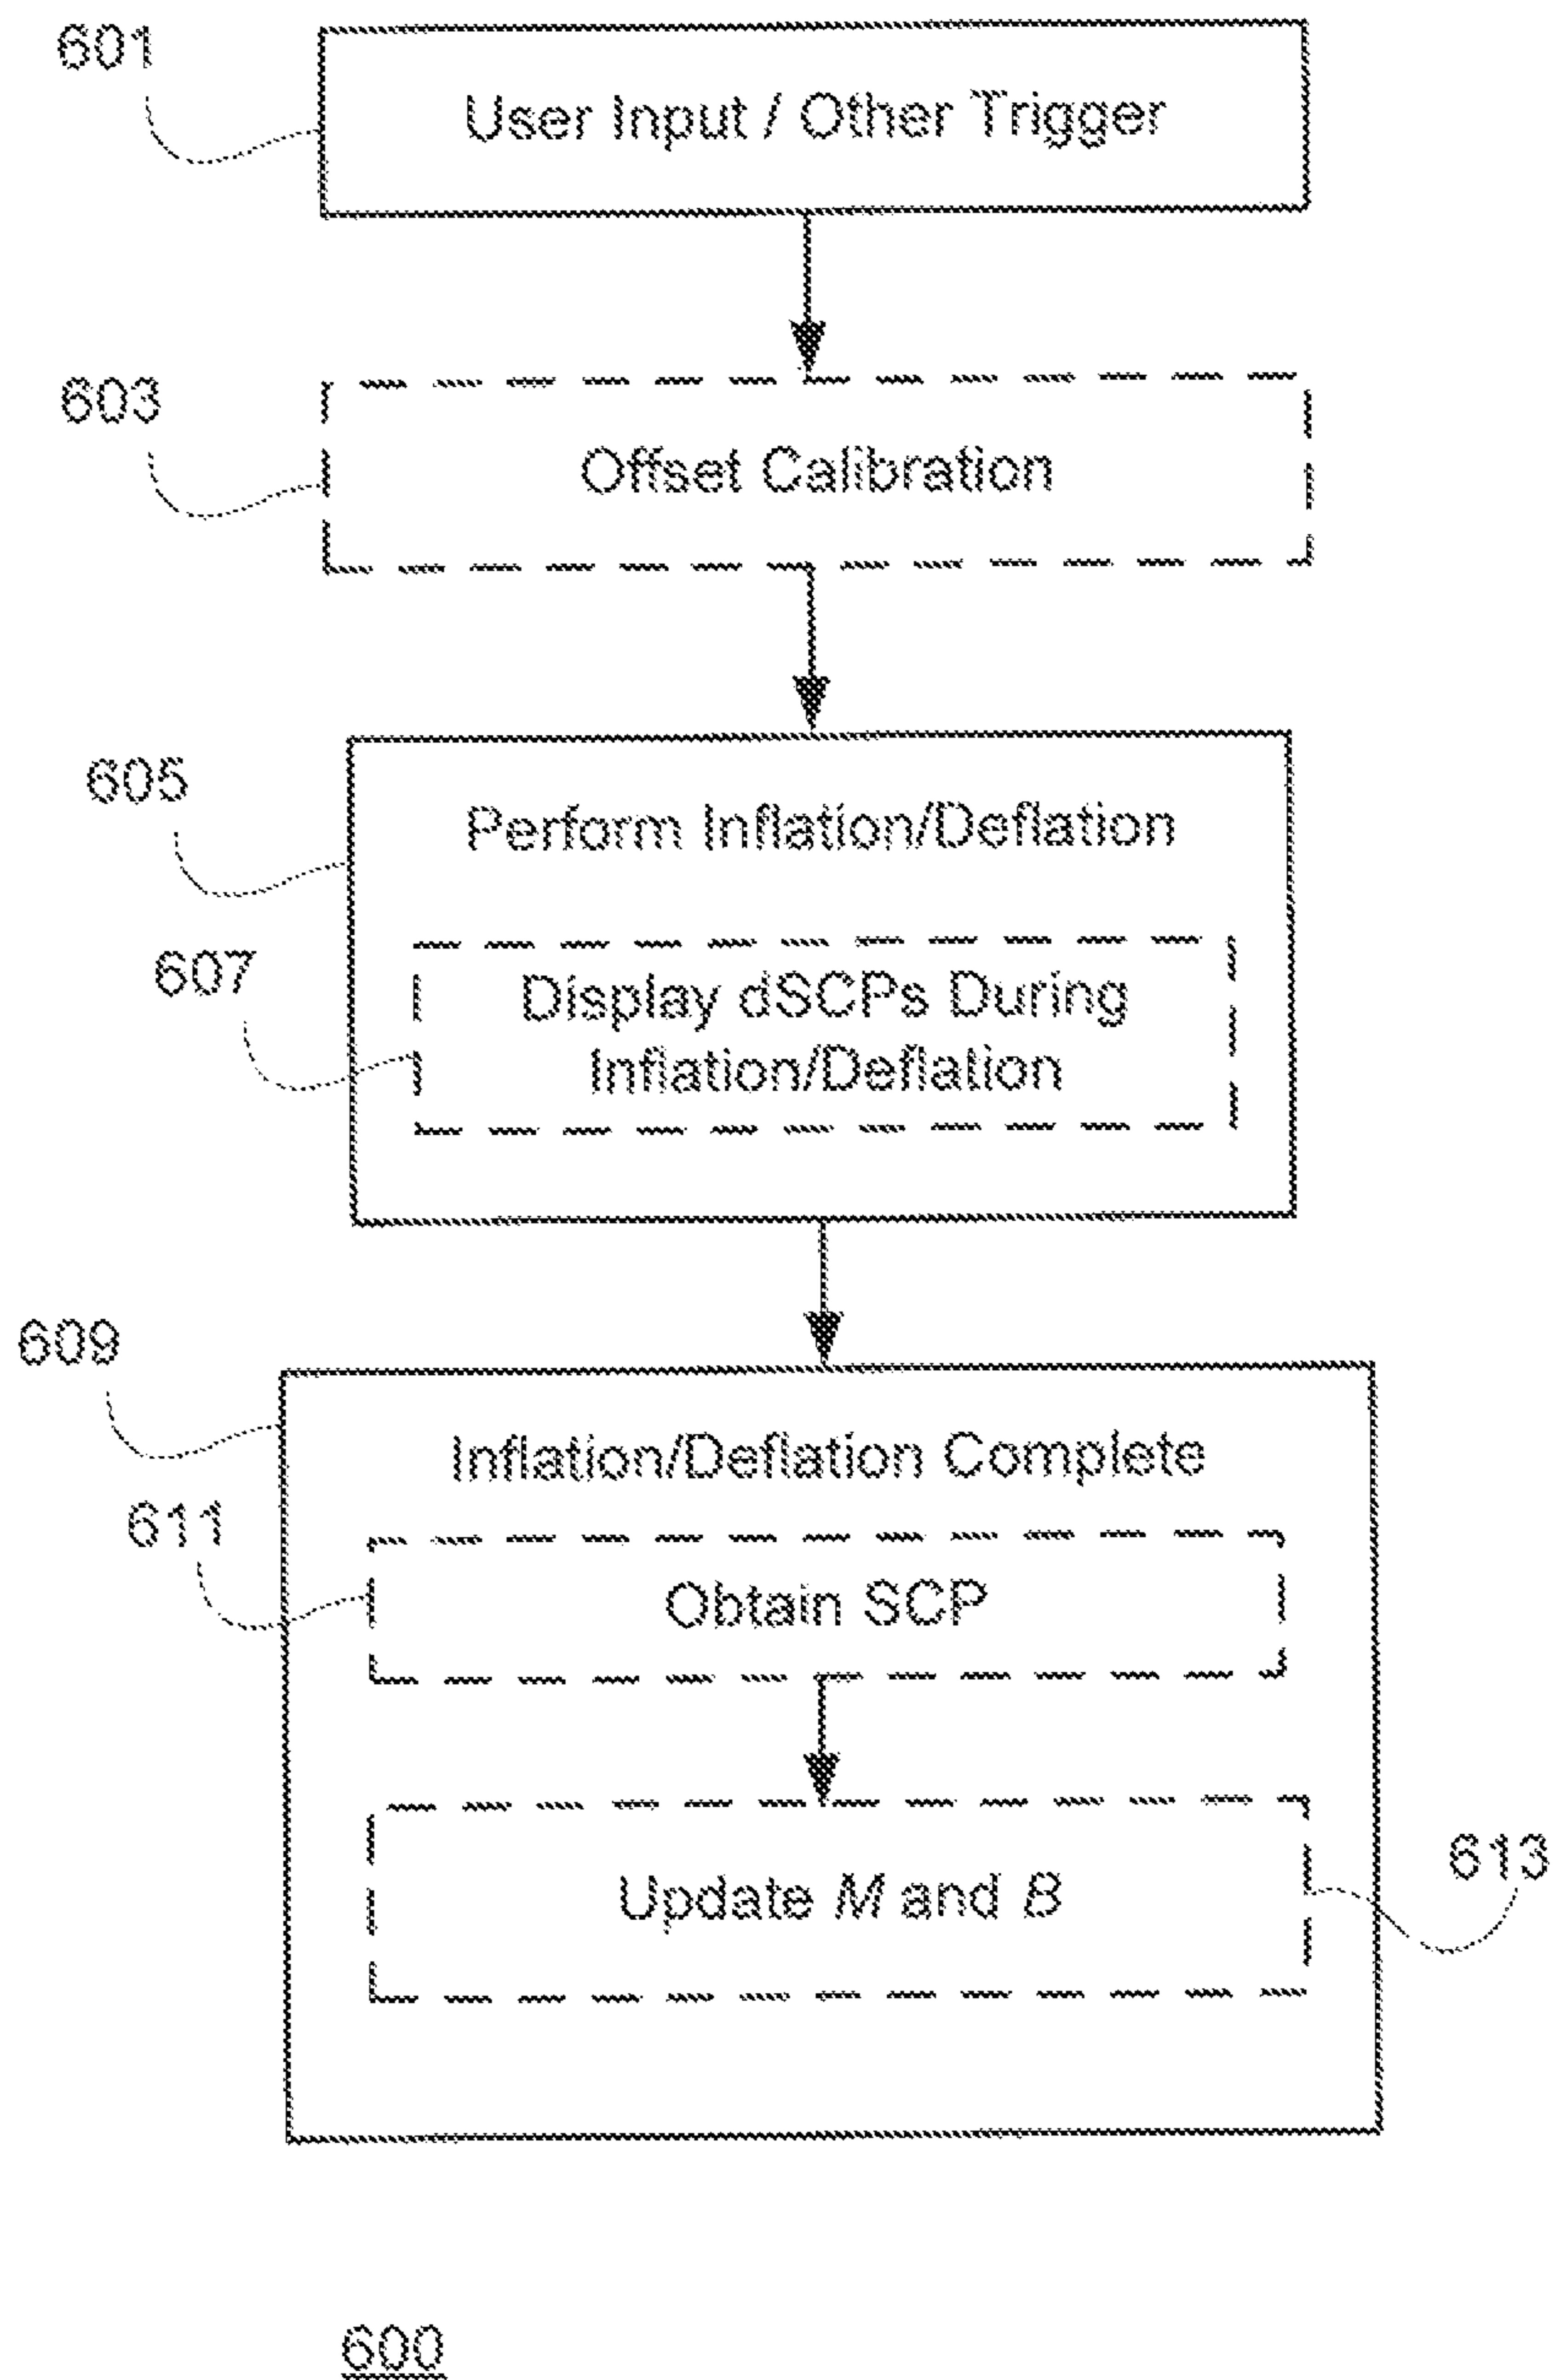 601
User Input / Other Trigger
603
Offset Calibration
605
Perform Inflation/Deflation
607
Display dSCPs During
Inflation/Deflation
609
Inflation/Deflation Complete
611
Obtain SCP
Update M and B
613
600